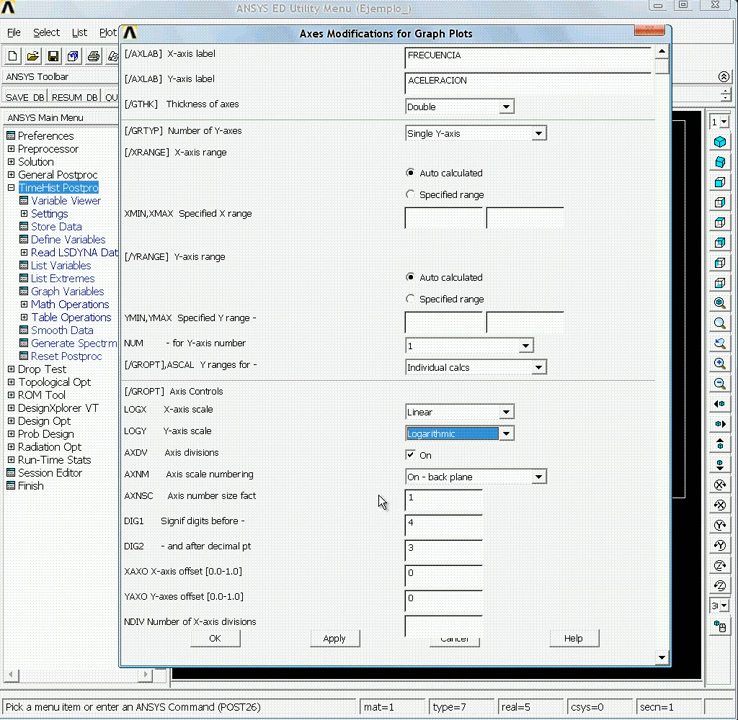 ANSYS ED Utility Menu (Ejemplo_)
File Select List Plot
Axes Modifications for Graph Plots
ANSYS Toolbar
SAVE_DB RESUM_DB QU
ANSYS Main Menu
Preferences
Preprocessor
Solution
General Postproc
TimeHist Postpro
Variable Viewer
Settings
Store Data
Define Variables
Read LSDYNA Dat
List Variables
List Extremes
Graph Variables
Math Operations
Table Operations
Smooth Data
Generate Spectrm
Reset Postproc
Drop Test
Topological Opt
ROM Tool
DesignXplorer VT
Design Opt
Prob Design
Radiation Opt
Run-Time Stats
Session Editor
Finish
[/AXLAB] X-axis label FRECUENCIA
[/AXLAB] Y-axis label ACELERACION
[/GTHK] Thickness of axes Double
[/GRTYP] Number of Y-axes Single Y-axis
[/XRANGE] X-axis range
Auto calculated
Specified range
XMIN,XMAX Specified X range
[/YRANGE] Y-axis range
Auto calculated
Specified range
YMIN,YMAX Specified Y range -
NUM - for Y-axis number 1
[/GROPT],ASCAL Y ranges for - Individual calcs
[/GROPT] Axis Controls
LOGX X-axis scale Linear
LOGY Y-axis scale Logarithmic
AXDV Axis divisions On
AXNM Axis scale numbering On - back plane
AXNSC Axis number size fact 1
DIG1 Signif digits before - 4
DIG2 - and after decimal pt 3
XAXO X-axis offset [0.0-1.0] 0
YAXO Y-axes offset [0.0-1.0] 0
NDIV Number of X-axis divisions
OK Apply Cancel Help
1
3
Pick a menu item or enter an ANSYS Command (POST26) mat=1 type=7 real=5 csys=0 secn=1